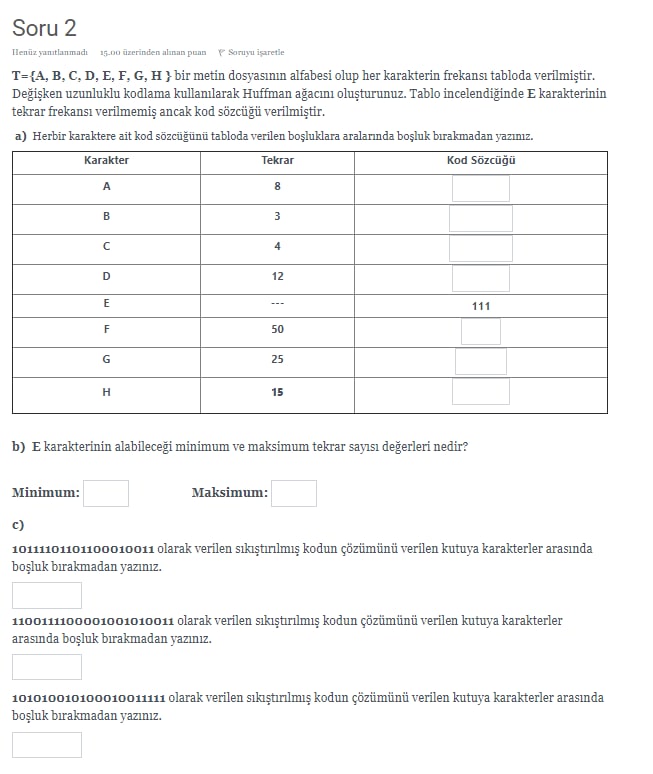 Soru 2
Henüz yanıtlanmadı 15,00 üzerinden alınan puan Soruyu işaretle
T={A, B, C, D, E, F, G, H } bir metin dosyasının alfabesi olup her karakterin frekansı tabloda verilmiştir.
Değişken uzunluklu kodlama kullanılarak Huffman ağacını oluşturunuz. Tablo incelendiğinde E karakterinin
tekrar frekansı verilmemiş ancak kod sözcüğü verilmiştir.
a) Herbir karaktere ait kod sözcüğünü tabloda verilen boşluklara aralarında boşluk bırakmadan yazınız.
Karakter Tekrar Kod Sözcüğü
A 8
B 3
C 4
D 12
E --- 111
F 50
G 25
H 15
b) E karakterinin alabileceği minimum ve maksimum tekrar sayısı değerleri nedir?
Minimum: Maksimum:
c)
10111101101100010011 olarak verilen sıkıştırılmış kodun çözümünü verilen kutuya karakterler arasında
boşluk bırakmadan yazınız.
1100111100001001010011 olarak verilen sıkıştırılmış kodun çözümünü verilen kutuya karakterler
arasında boşluk bırakmadan yazınız.
101010010100010011111 olarak verilen sıkıştırılmış kodun çözümünü verilen kutuya karakterler arasında
boşluk bırakmadan yazınız.